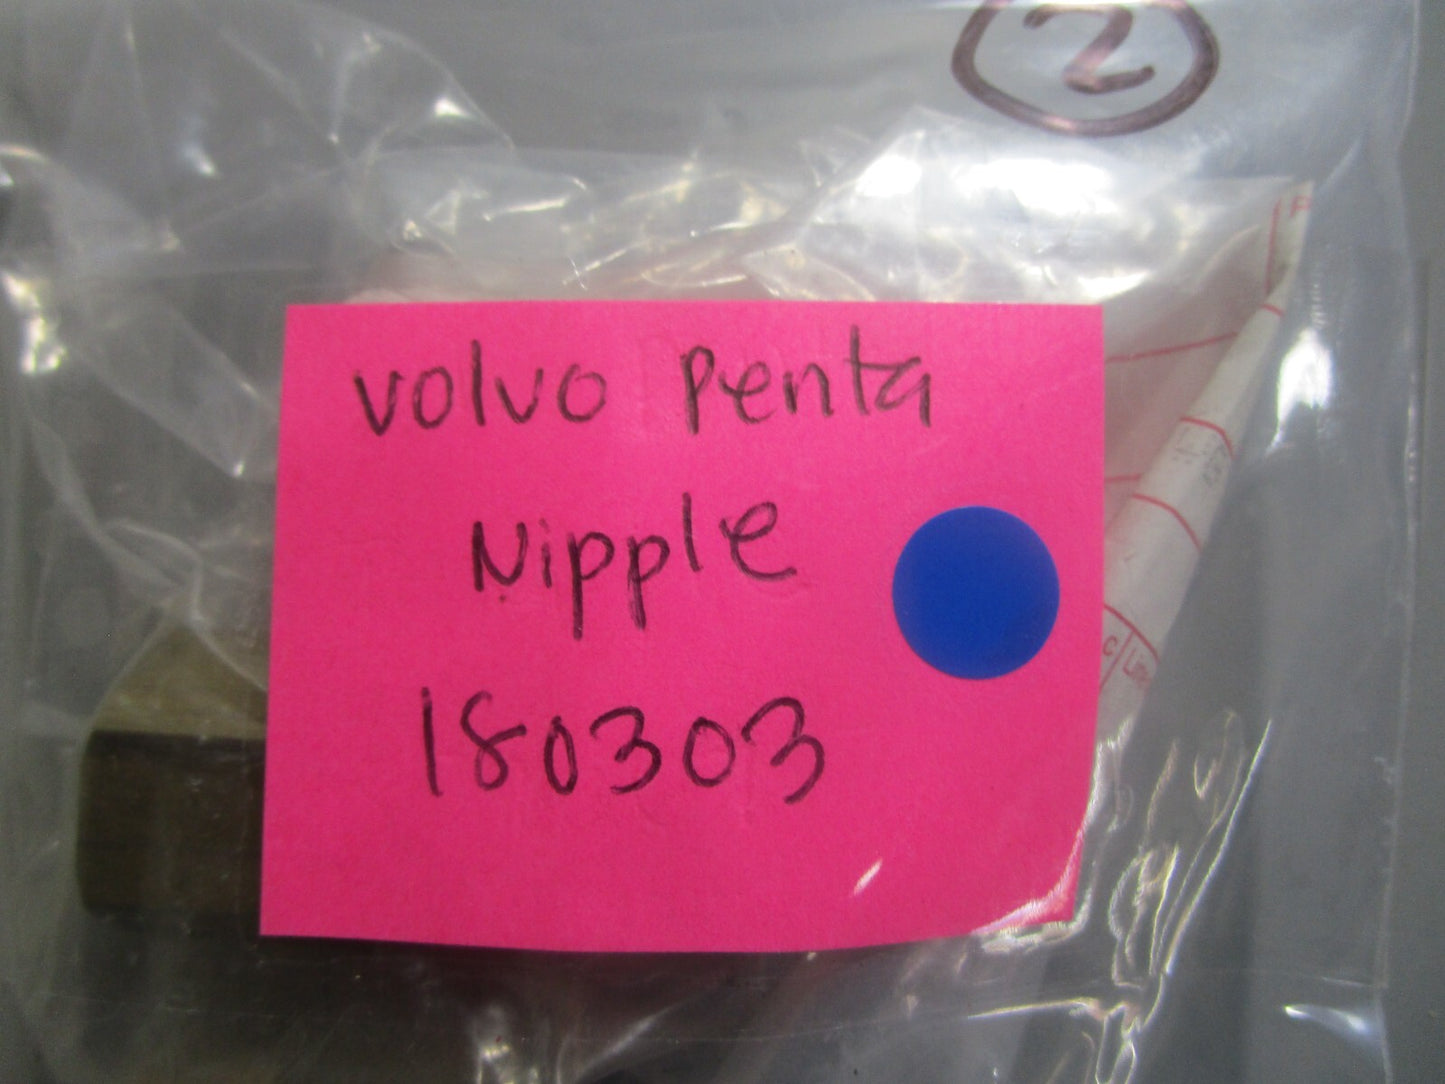 2
volvo Penta
Nipple
180303
C